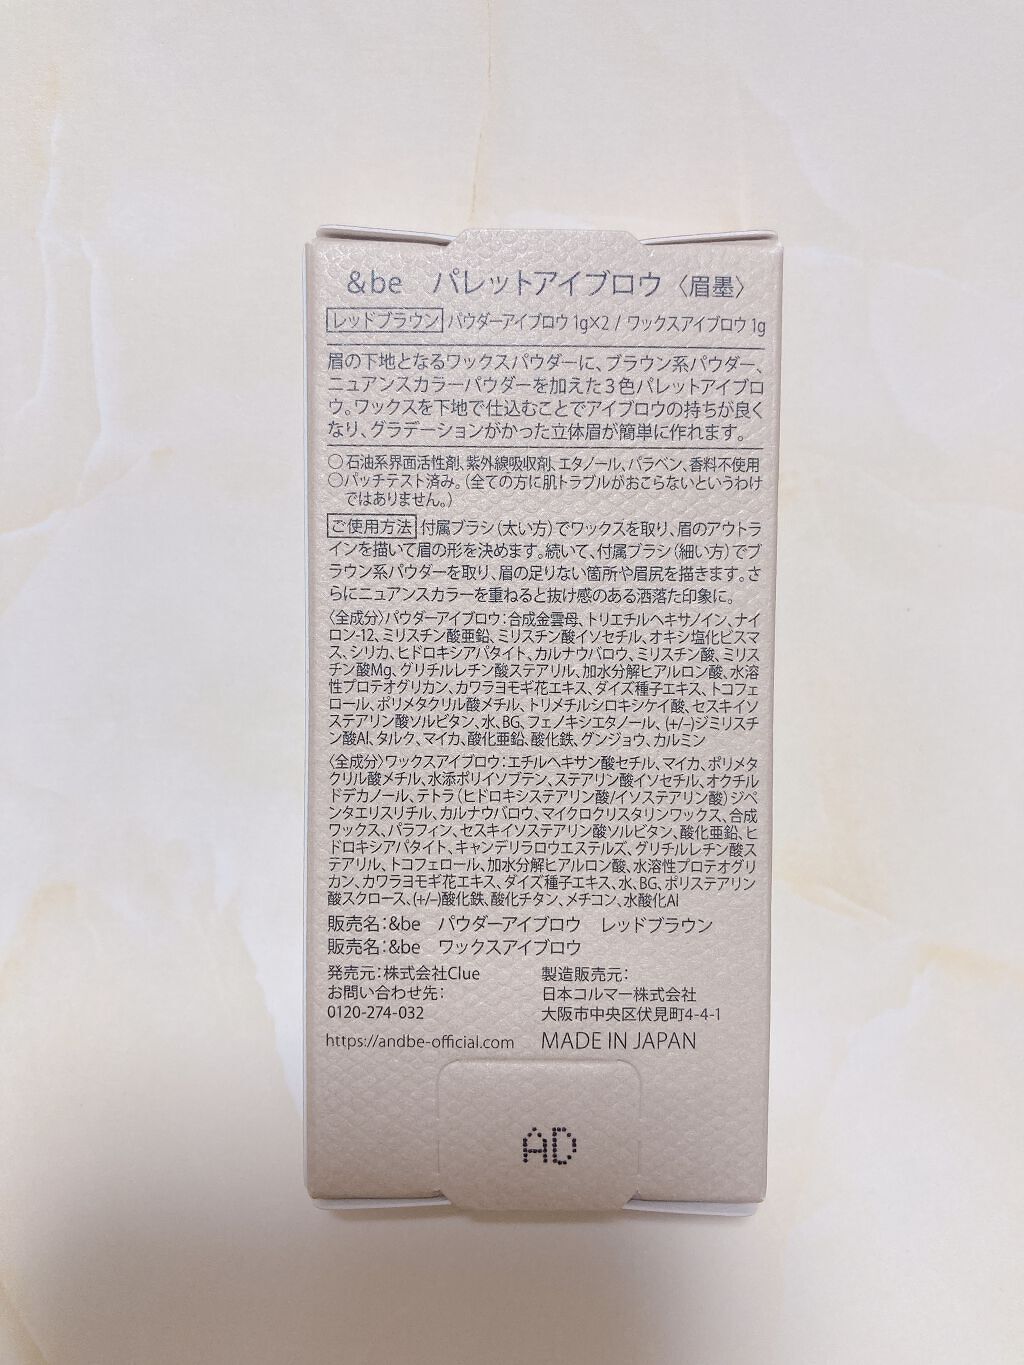 &be パレットアイブロウ〈眉墨〉
レッドブラウン パウダーアイブロウ 1g×2 / ワックスアイブロウ 1g
眉の下地となるワックスパウダーに、ブラウン系パウダー、
ニュアンスカラーパウダーを加えた3色パレットアイブロ
ウ。ワックスを下地で仕込むことでアイブロウの持ちが良く
なり、グラデーションがかった立体眉が簡単に作れます。
○石油系界面活性剤、紫外線吸収剤、エタノール、パラベン、香料不使用
○パッチテスト済み。(全ての方に肌トラブルがおこらないというわけ
ではありません。)
ご使用方法 付属ブラシ(太い方)でワックスを取り、眉のアウトラ
インを描いて眉の形を決めます。続いて、付属ブラシ(細い方)でブ
ラウン系パウダーを取り、眉の足りない箇所や眉尻を描きます。さ
らにニュアンスカラーを重ねると抜け感のある洒落た印象に。
〈全成分〉パウダーアイブロウ:合成金雲母、トリエチルヘキサノイン、ナイ
ロン-12、ミリスチン酸亜鉛、ミリスチン酸イソセチル、オキシ塩化ビスマ
ス、シリカ、ヒドロキシアパタイト、カルナウバロウ、ミリスチン酸、ミリス
チン酸Mg、グリチルレチン酸ステアリル、加水分解ヒアルロン酸、水溶
性プロテオグリカン、カワラヨモギ花エキス、ダイズ種子エキス、トコフェ
ロール、ポリメタクリル酸メチル、トリメチルシロキシケイ酸、セスキイソ
ステアリン酸ソルビタン、水、BG、フェノキシエタノール、(+/−)ジミリスチ
ン酸Al、タルク、マイカ、酸化亜鉛、酸化鉄、グンジョウ、カルミン
〈全成分〉ワックスアイブロウ:エチルヘキサン酸セチル、マイカ、ポリメタ
クリル酸メチル、水添ポリイソブテン、ステアリン酸イソセチル、オクチル
ドデカノール、テトラ(ヒドロキシステアリン酸/イソステアリン酸)ジペ
ンタエリスリチル、カルナウバロウ、マイクロクリスタリンワックス、合成
ワックス、パラフィン、セスキイソステアリン酸ソルビタン、酸化亜鉛、ヒ
ドロキシアパタイト、キャンデリラロウエステルズ、グリチルレチン酸ス
テアリル、トコフェロール、加水分解ヒアルロン酸、水溶性プロテオグリ
カン、カワラヨモギ花エキス、ダイズ種子エキス、水、BG、ポリステアリン
酸スクロース、(+/−)酸化鉄、酸化チタン、メチコン、水酸化Al
販売名:&be パウダーアイブロウ レッドブラウン
販売名:&be ワックスアイブロウ
発売元:株式会社Clue
お問い合わせ先:
0120-274-032
https://andbe-official.com
製造販売元:
日本コルマー株式会社
大阪市中央区伏見町4-4-1
MADE IN JAPAN
AD